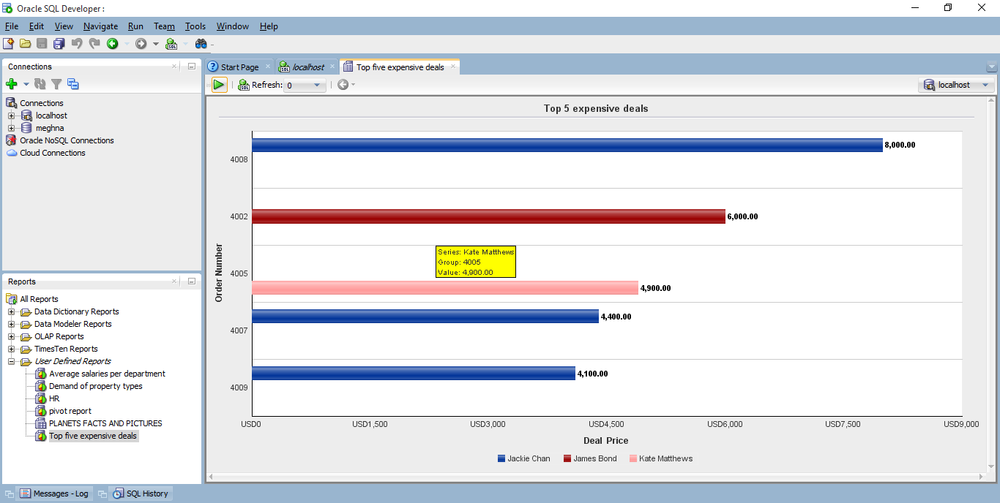 Oracle SQL Developer :
File Edit View Navigate Run Team Tools Window Help
Connections
Connections
localhost
meghna
Oracle NoSQL Connections
Cloud Connections
Reports
All Reports
Data Dictionary Reports
Data Modeler Reports
OLAP Reports
TimesTen Reports
User Defined Reports
Average salaries per department
Demand of property types
HR
pivot report
PLANETS FACTS AND PICTURES
Top five expensive deals
Start Page localhost Top five expensive deals
Refresh: 0 localhost
Top 5 expensive deals
Order Number
4008 8,000.00
4002 6,000.00
Series: Kate Matthews
Group: 4005
Value: 4,900.00
4005 4,900.00
4007 4,400.00
4009 4,100.00
USD0 USD1,500 USD3,000 USD4,500 USD6,000 USD7,500 USD9,000
Deal Price
Jackie Chan James Bond Kate Matthews
Messages - Log SQL History